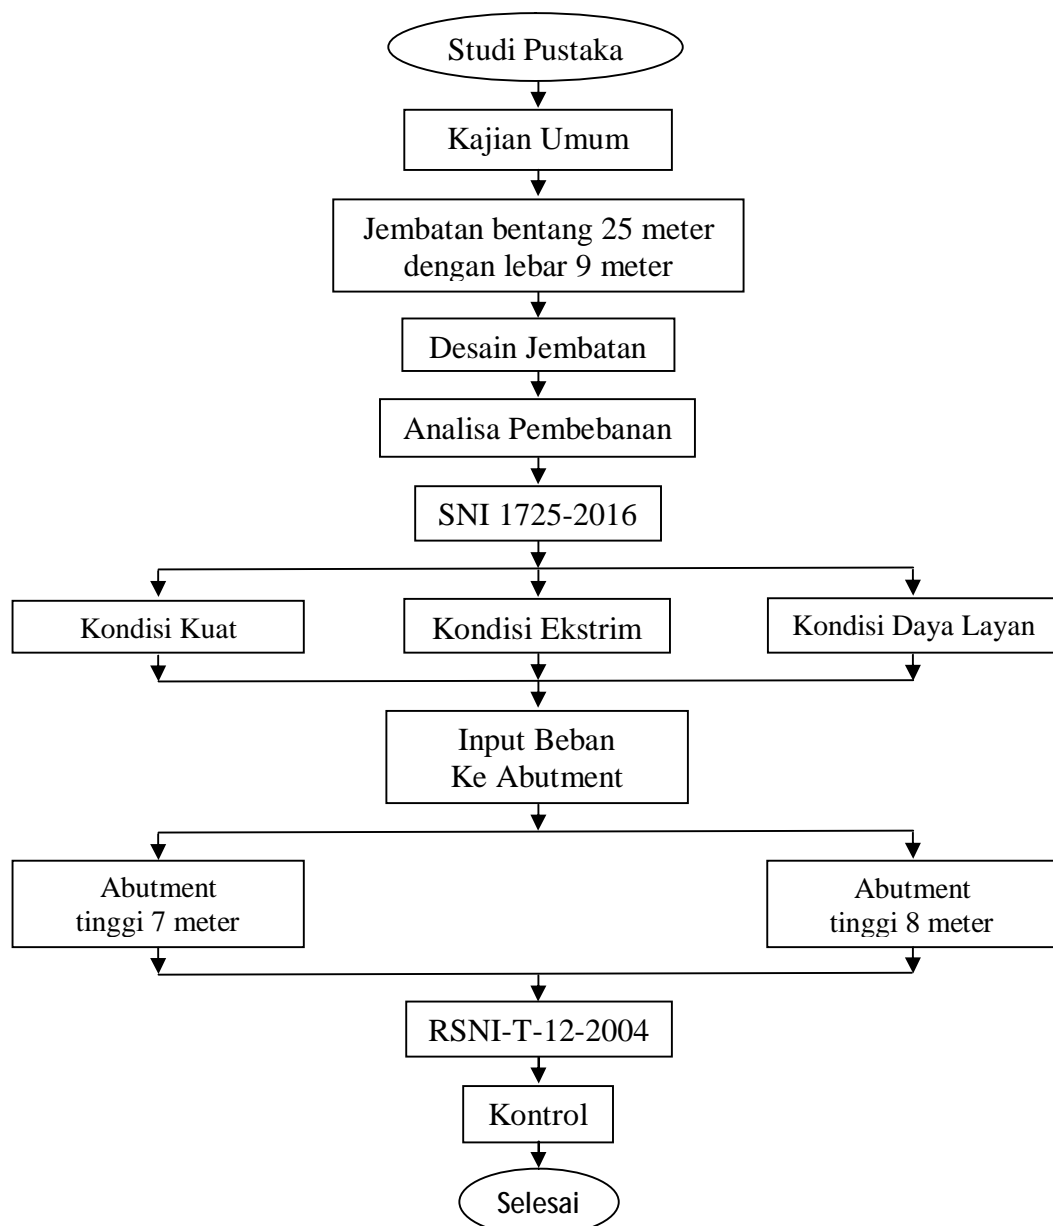 Studi Pustaka
Kajian Umum
Jembatan bentang 25 meter
dengan lebar 9 meter
Desain Jembatan
Analisa Pembebanan
SNI 1725-2016
Kondisi Kuat
Kondisi Ekstrim
Kondisi Daya Layan
Input Beban
Ke Abutment
Abutment
tinggi 7 meter
Abutment
tinggi 8 meter
RSNI-T-12-2004
Kontrol
Selesai